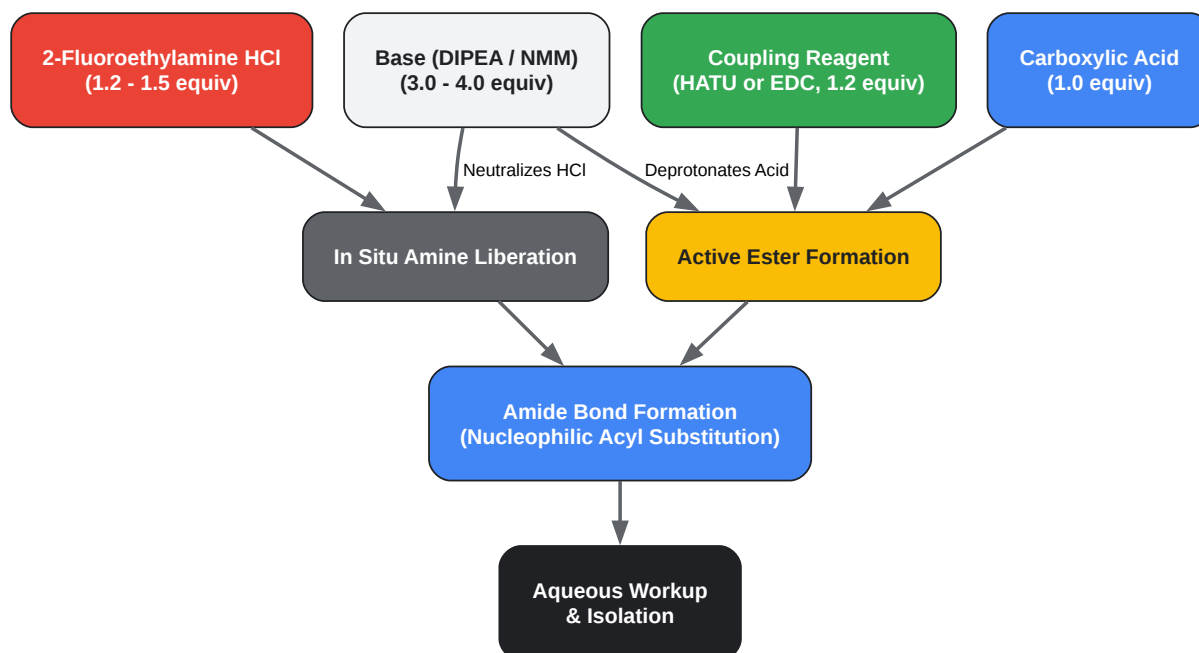 2-Fluoroethylamine HCl
(1.2 - 1.5 equiv)
Base (DIPEA / NMM)
(3.0 - 4.0 equiv)
Coupling Reagent
(HATU or EDC, 1.2 equiv)
Carboxylic Acid
(1.0 equiv)
Neutralizes HCl
Deprotonates Acid
In Situ Amine Liberation
Active Ester Formation
Amide Bond Formation
(Nucleophilic Acyl Substitution)
Aqueous Workup
& Isolation